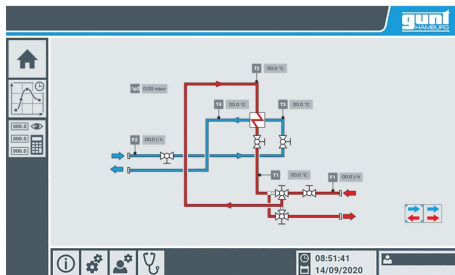 gunt
HAMBURG
T2 00.0 °C
dp1 0.00 mbar
T4 00.0 °C
T3 00.0 °C
000.0
000.0
000.0
F2 00.0 l/h
T1 00.0 °C
F1 00.0 l/h
08:51:41
14/09/2020